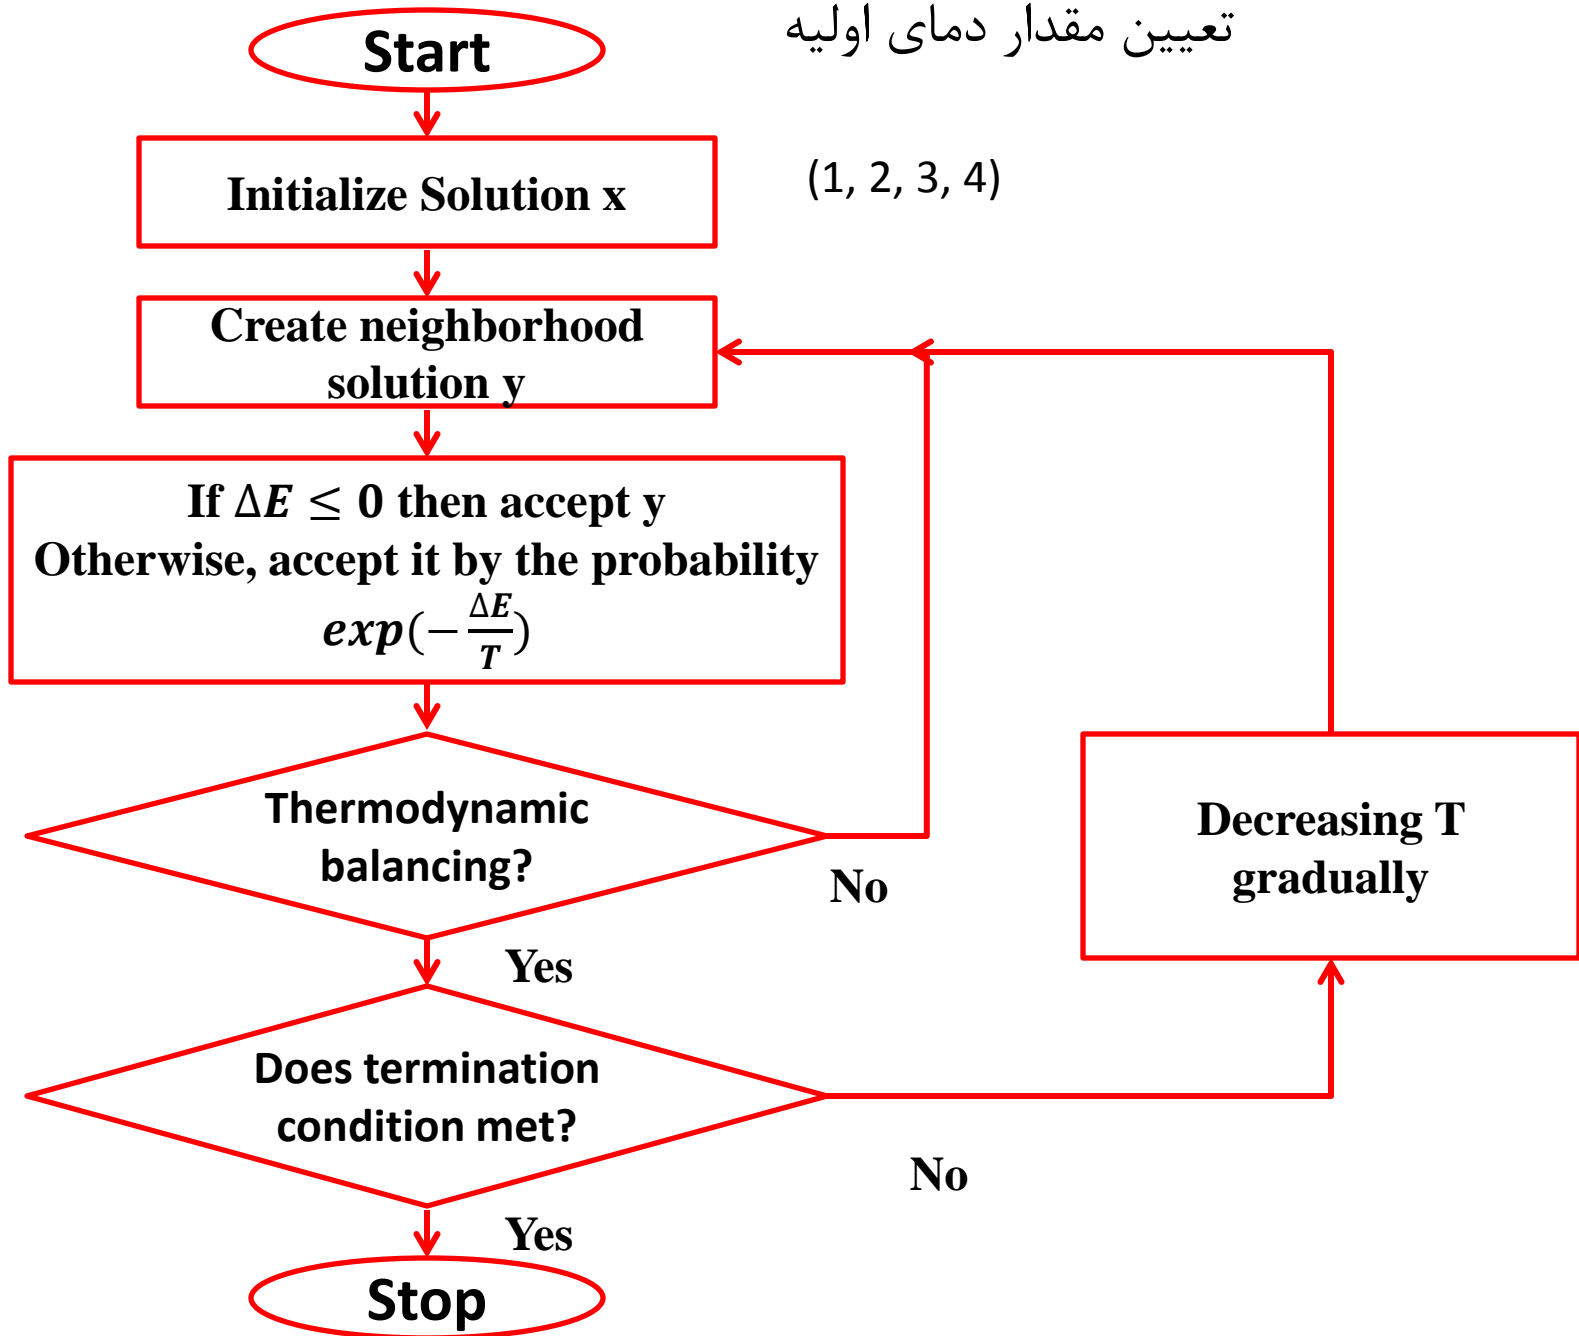 Start
تعیین مقدار دمای اولیه
Initialize Solution x
(1, 2, 3, 4)
Create neighborhood
solution y
If ΔE ≤ 0 then accept y
Otherwise, accept it by the probability
exp(−ΔE/T)
Thermodynamic
balancing?
No
Decreasing T
gradually
Yes
Does termination
condition met?
No
Yes
Stop